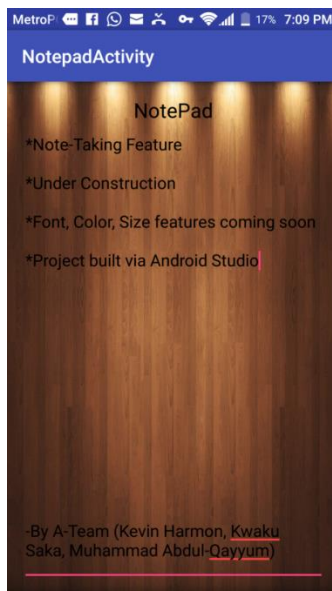 MetroP 17% 7:09 PM
NotepadActivity
NotePad
*Note-Taking Feature
*Under Construction
*Font, Color, Size features coming soon
*Project built via Android Studio
-By A-Team (Kevin Harmon, Kwaku
Saka, Muhammad Abdul-Qayyum)